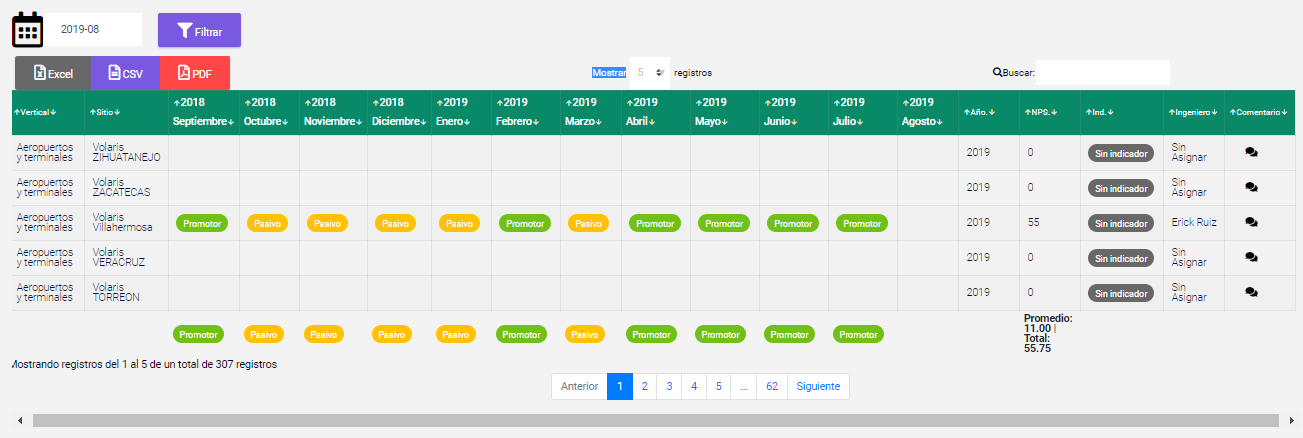 2019-08 Filtrar
Excel CSV PDF Mostrar 5 registros Buscar:
Vertical Sitio 2018 Septiembre 2018 Octubre 2018 Noviembre 2018 Diciembre 2019 Enero 2019 Febrero 2019 Marzo 2019 Abril 2019 Mayo 2019 Junio 2019 Julio 2019 Agosto Año. NPS. Ind. Ingeniero Comentario
Aeropuertos y terminales Volaris ZIHUATANEJO 2019 0 Sin indicador Sin Asignar
Aeropuertos y terminales Volaris ZACATECAS 2019 0 Sin indicador Sin Asignar
Aeropuertos y terminales Volaris Villahermosa Promotor Pasivo Pasivo Pasivo Pasivo Promotor Pasivo Promotor Promotor Promotor Promotor 2019 55 Sin indicador Erick Ruiz
Aeropuertos y terminales Volaris VERACRUZ 2019 0 Sin indicador Sin Asignar
Aeropuertos y terminales Volaris TORREON 2019 0 Sin indicador Sin Asignar
Promotor Pasivo Pasivo Pasivo Pasivo Promotor Pasivo Promotor Promotor Promotor Promotor Promedio: 11.00 | Total: 55.75
Mostrando registros del 1 al 5 de un total de 307 registros
Anterior 1 2 3 4 5 … 62 Siguiente